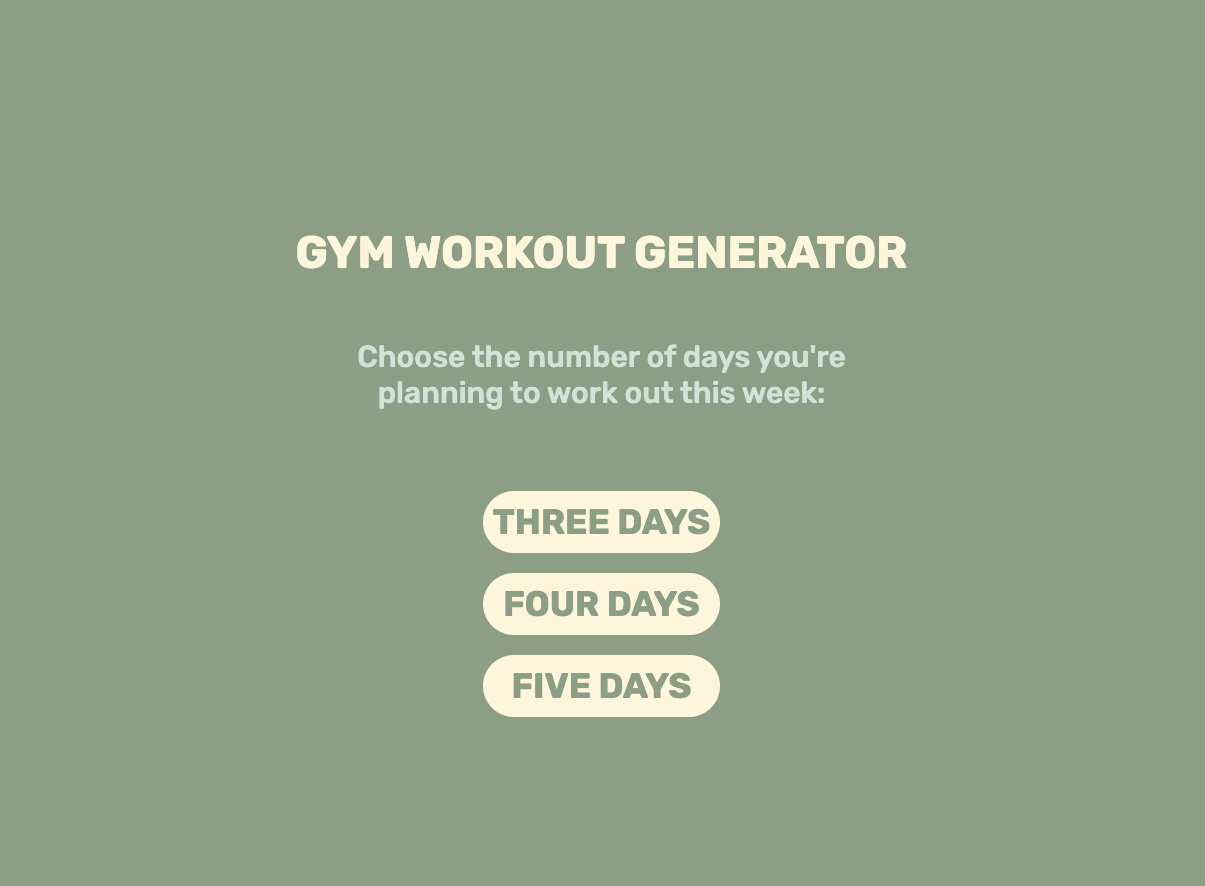 GYM WORKOUT GENERATOR
Choose the number of days you're
planning to work out this week:
THREE DAYS
FOUR DAYS
FIVE DAYS